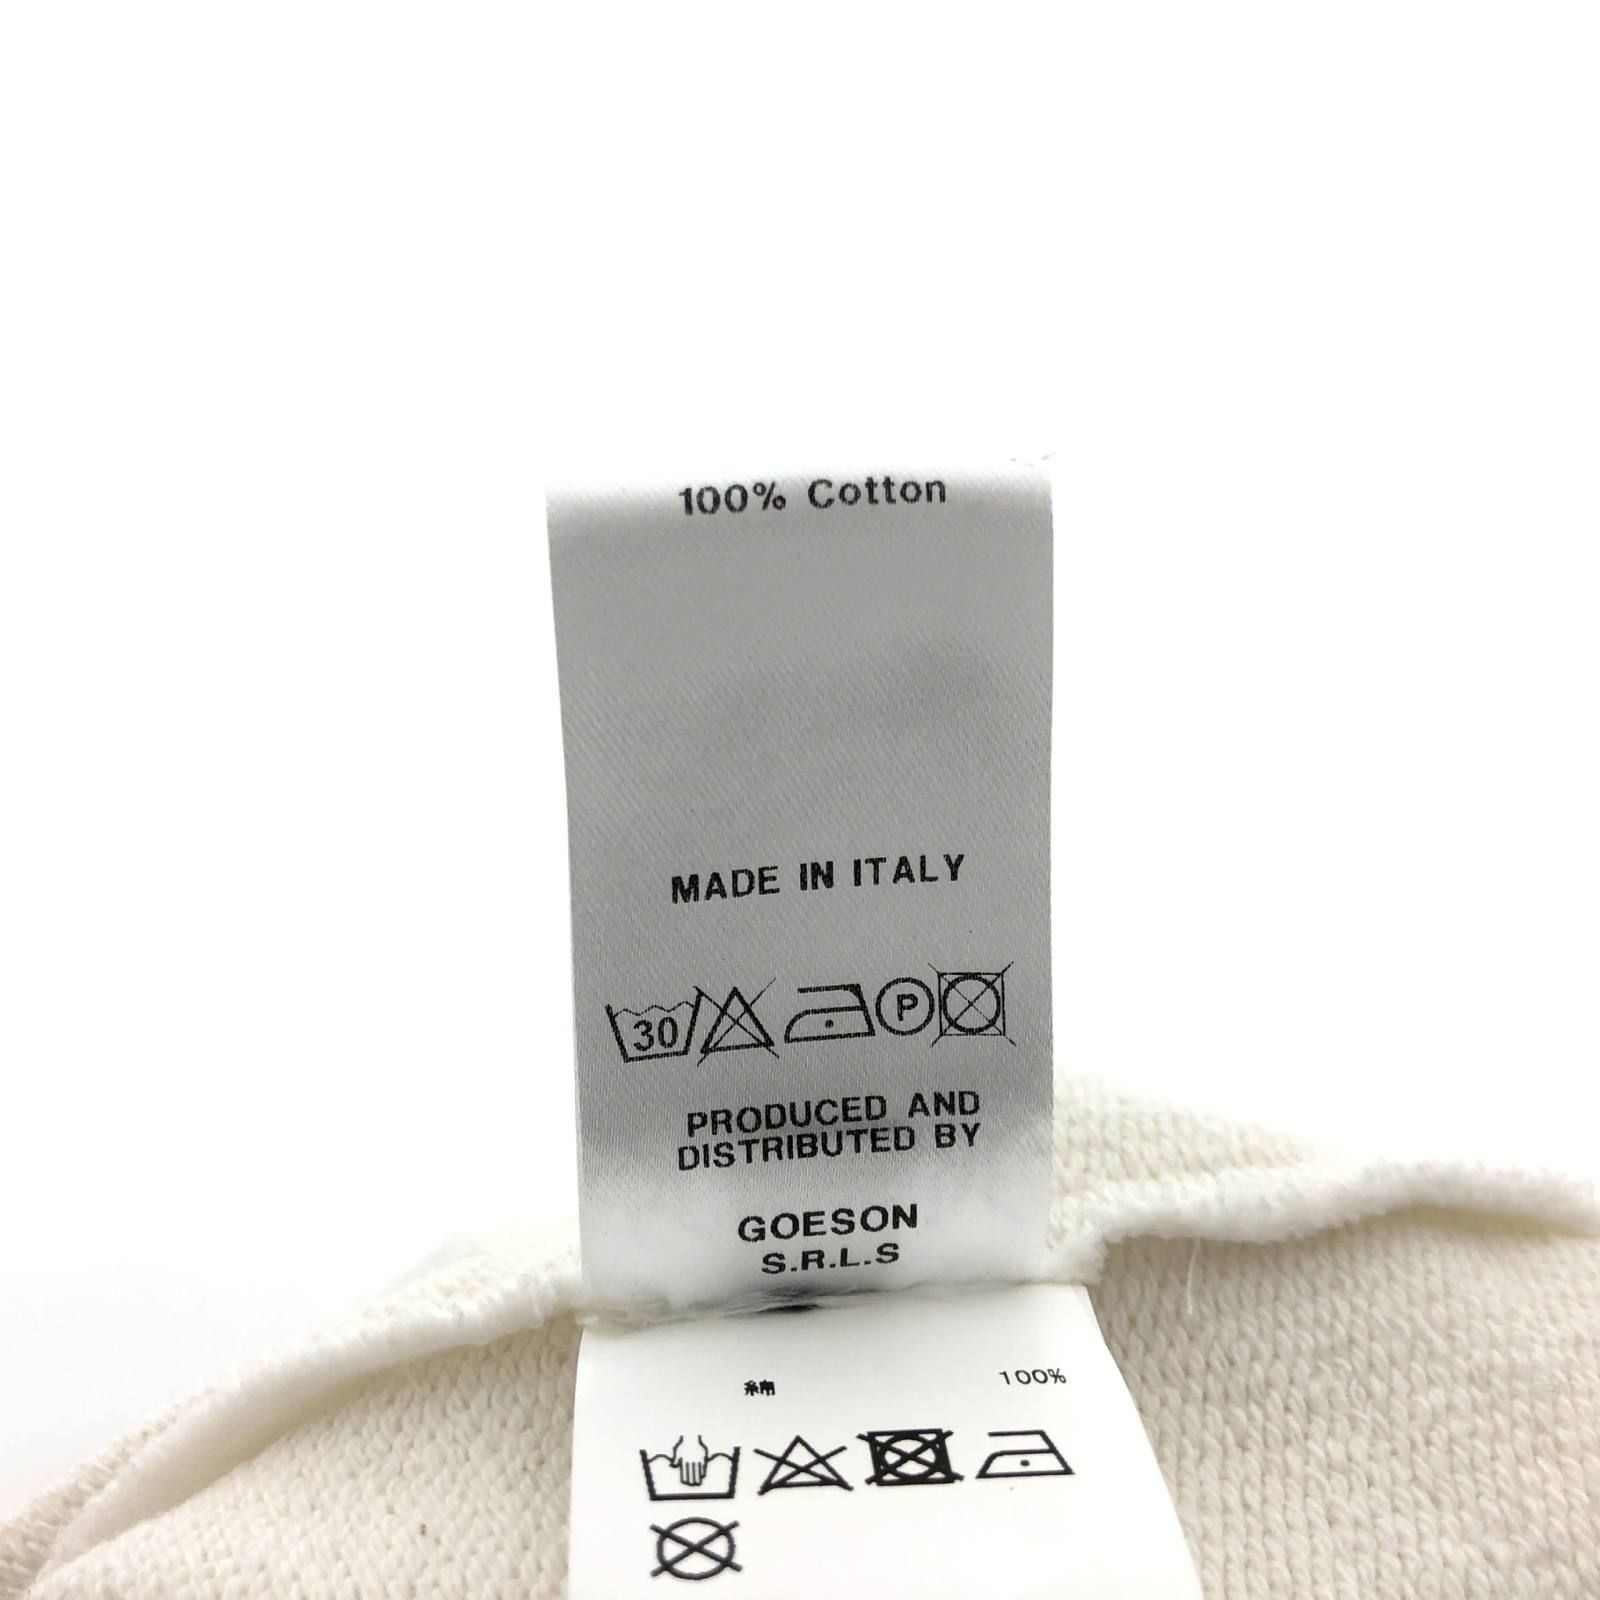 100% Cotton
MADE IN ITALY
30 P
PRODUCED AND
DISTRIBUTED BY
GOESON
S.R.L.S
綿 100%